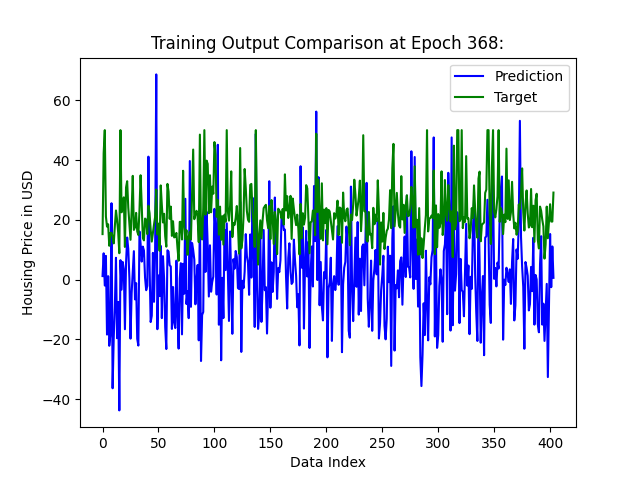 Training Output Comparison at Epoch 368:
Prediction
Target
Housing Price in USD
60
40
20
0
−20
−40
0 50 100 150 200 250 300 350 400
Data Index